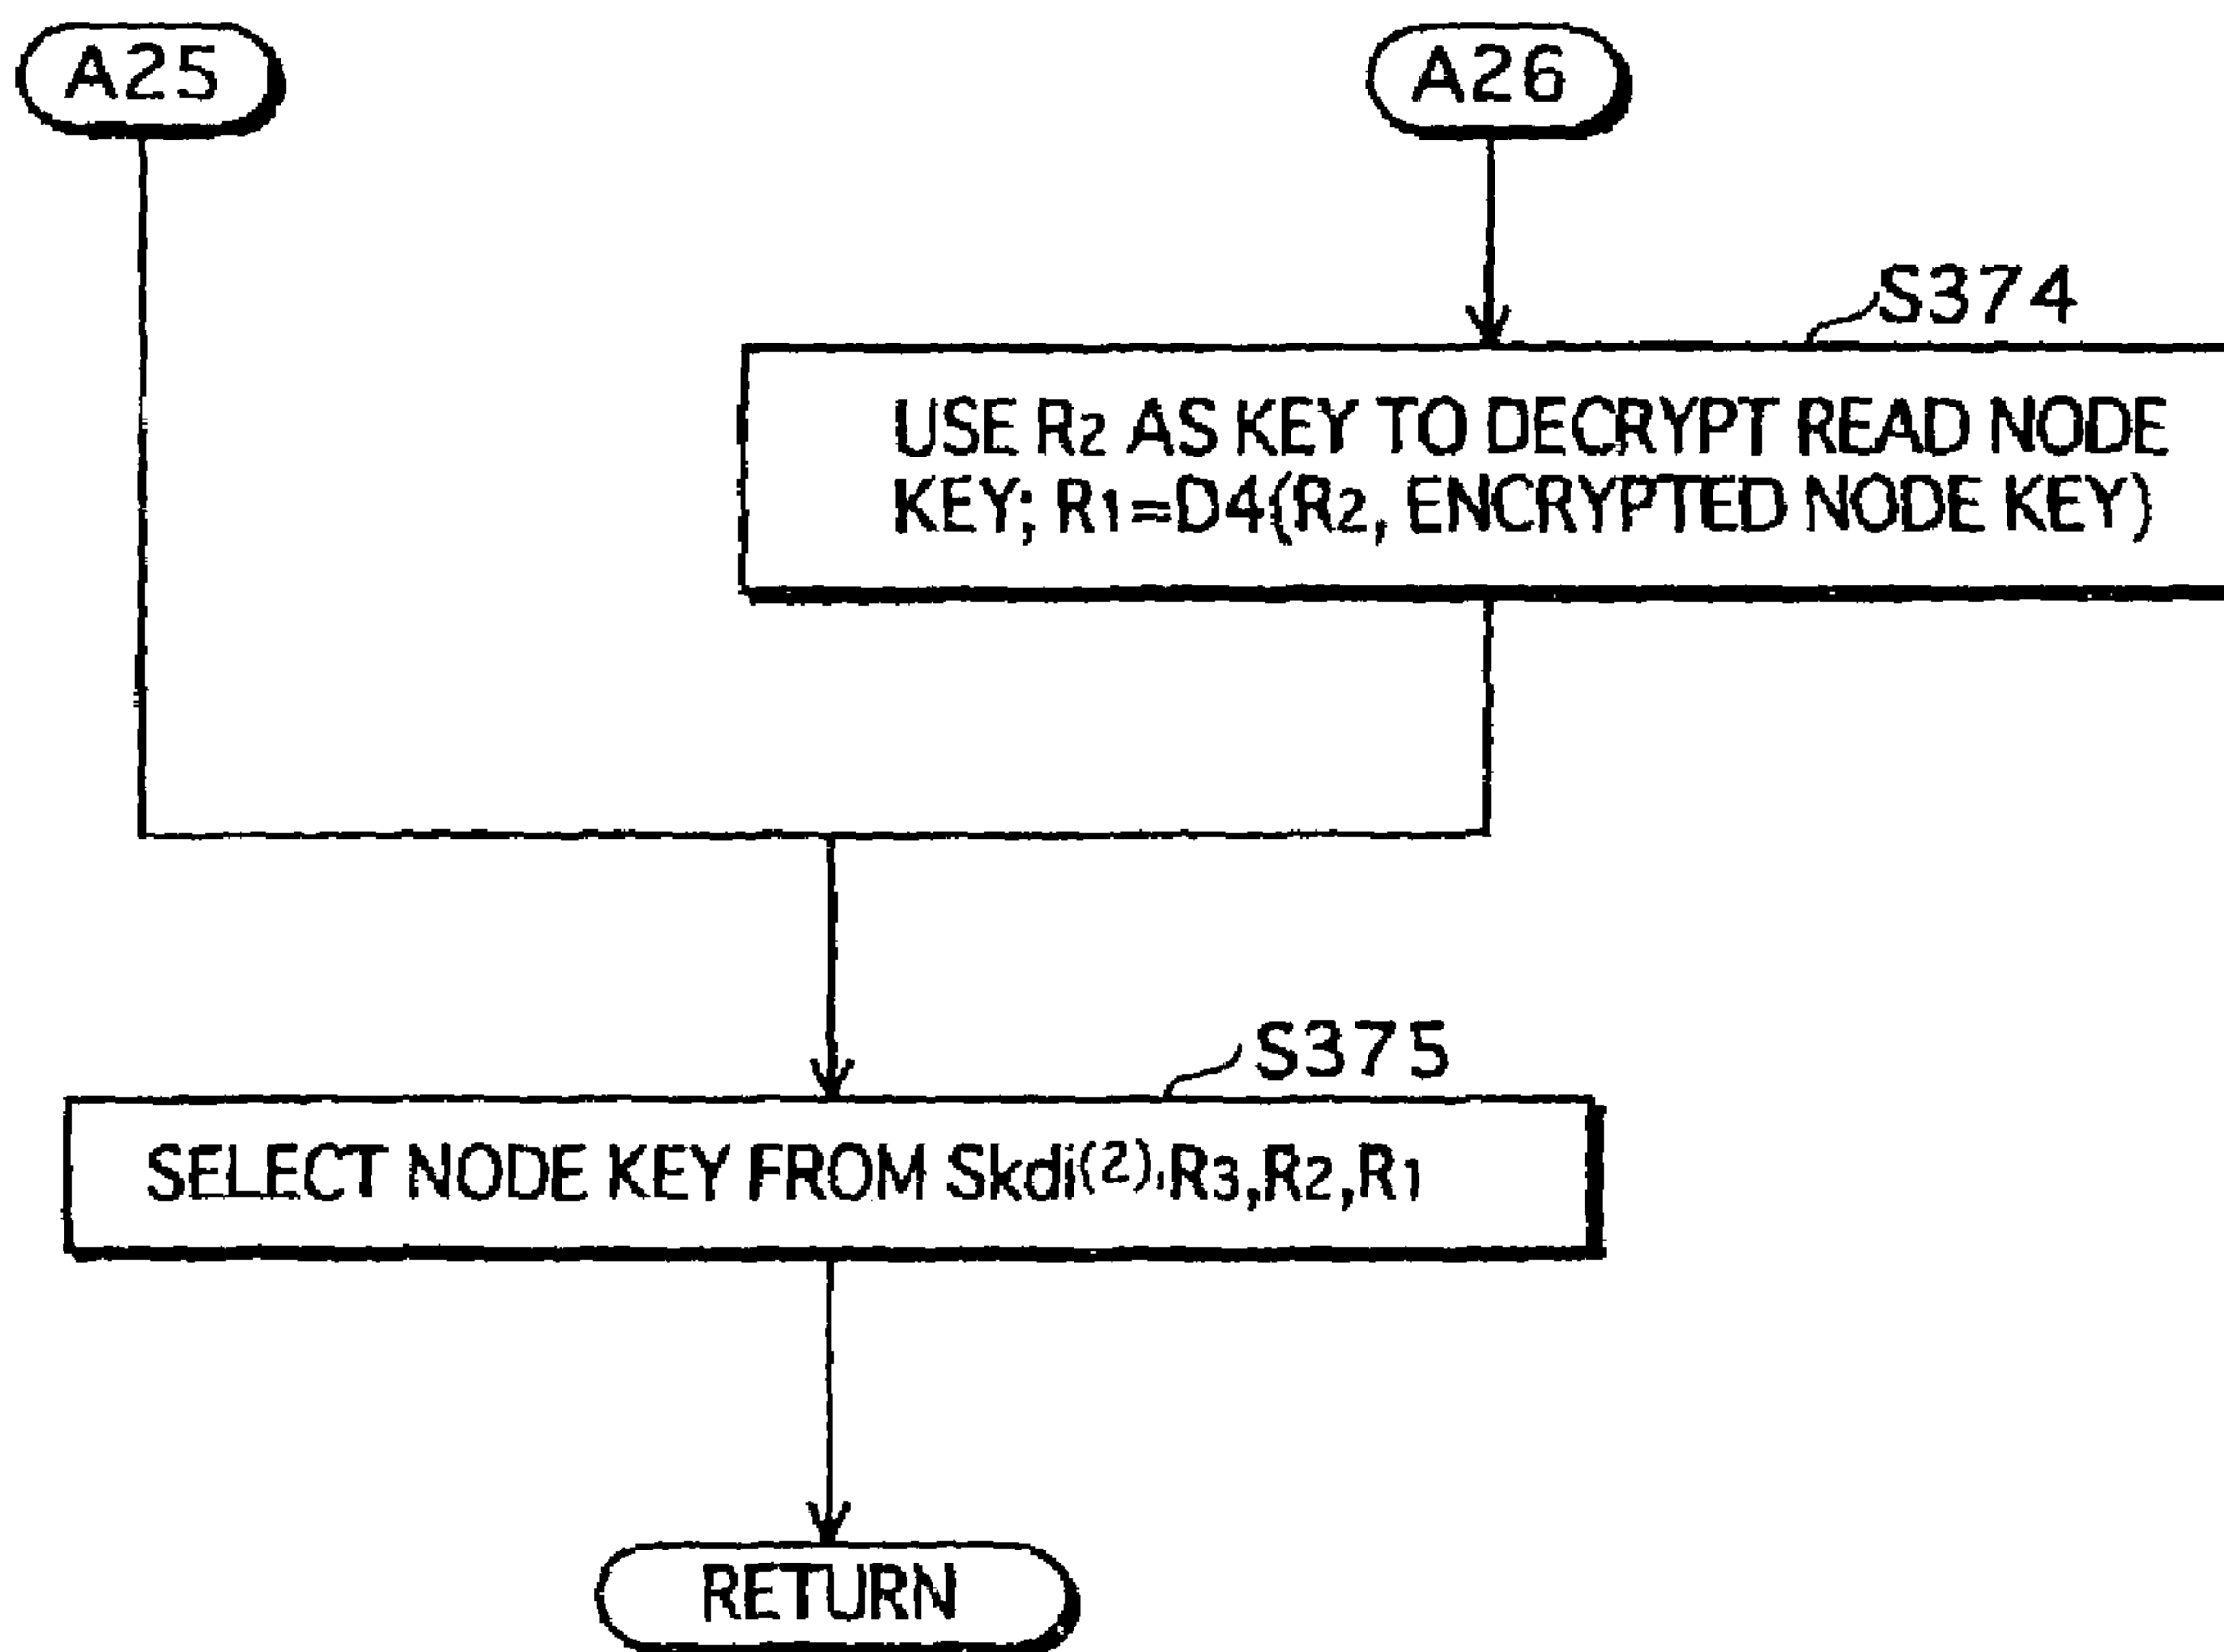 A25
A26
S374
USE R2 AS KEY TO DECRYPT READ NODE
KEY; R1=D4(R2, ENCRYPTED NODE KEY)
S375
SELECT NODE KEY FROM Skdi(2),R3,R2,R1
RETURN